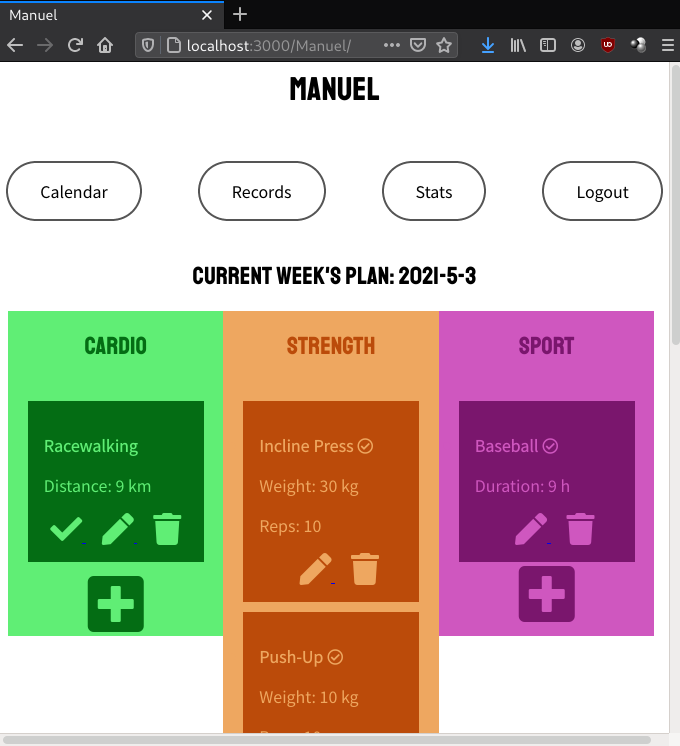 Manuel
localhost:3000/Manuel/
MANUEL
Calendar
Records
Stats
Logout
CURRENT WEEK'S PLAN: 2021-5-3
CARDIO
Racewalking
Distance: 9 km
STRENGTH
Incline Press
Weight: 30 kg
Reps: 10
Push-Up
Weight: 10 kg
SPORT
Baseball
Duration: 9 h